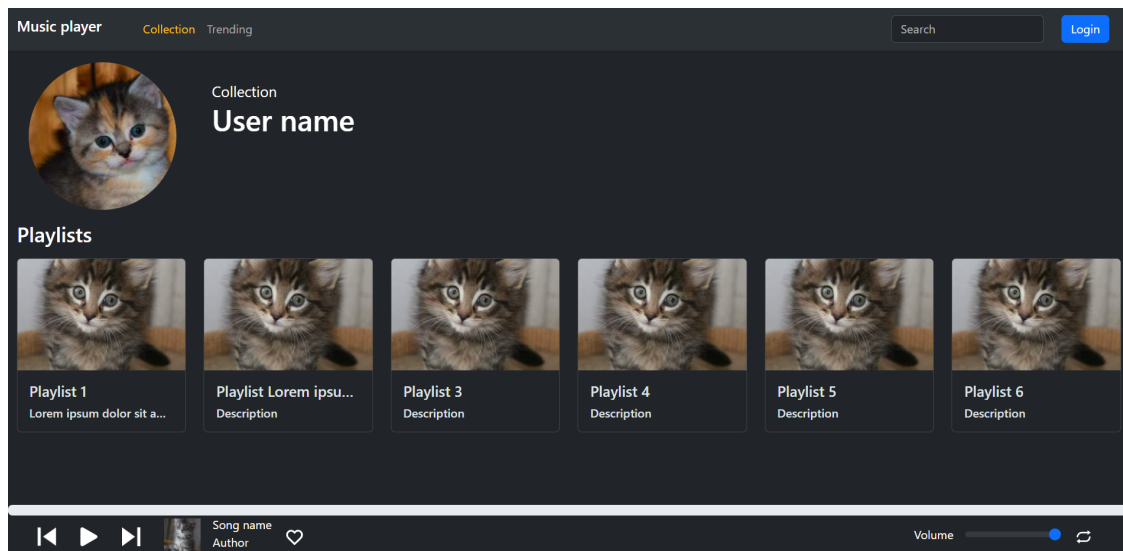 Music player
Collection
Trending
Search
Login
Collection
User name
Playlists
Playlist 1
Lorem ipsum dolor sit a...
Playlist Lorem ipsu...
Description
Playlist 3
Description
Playlist 4
Description
Playlist 5
Description
Playlist 6
Description
Song name
Author
Volume